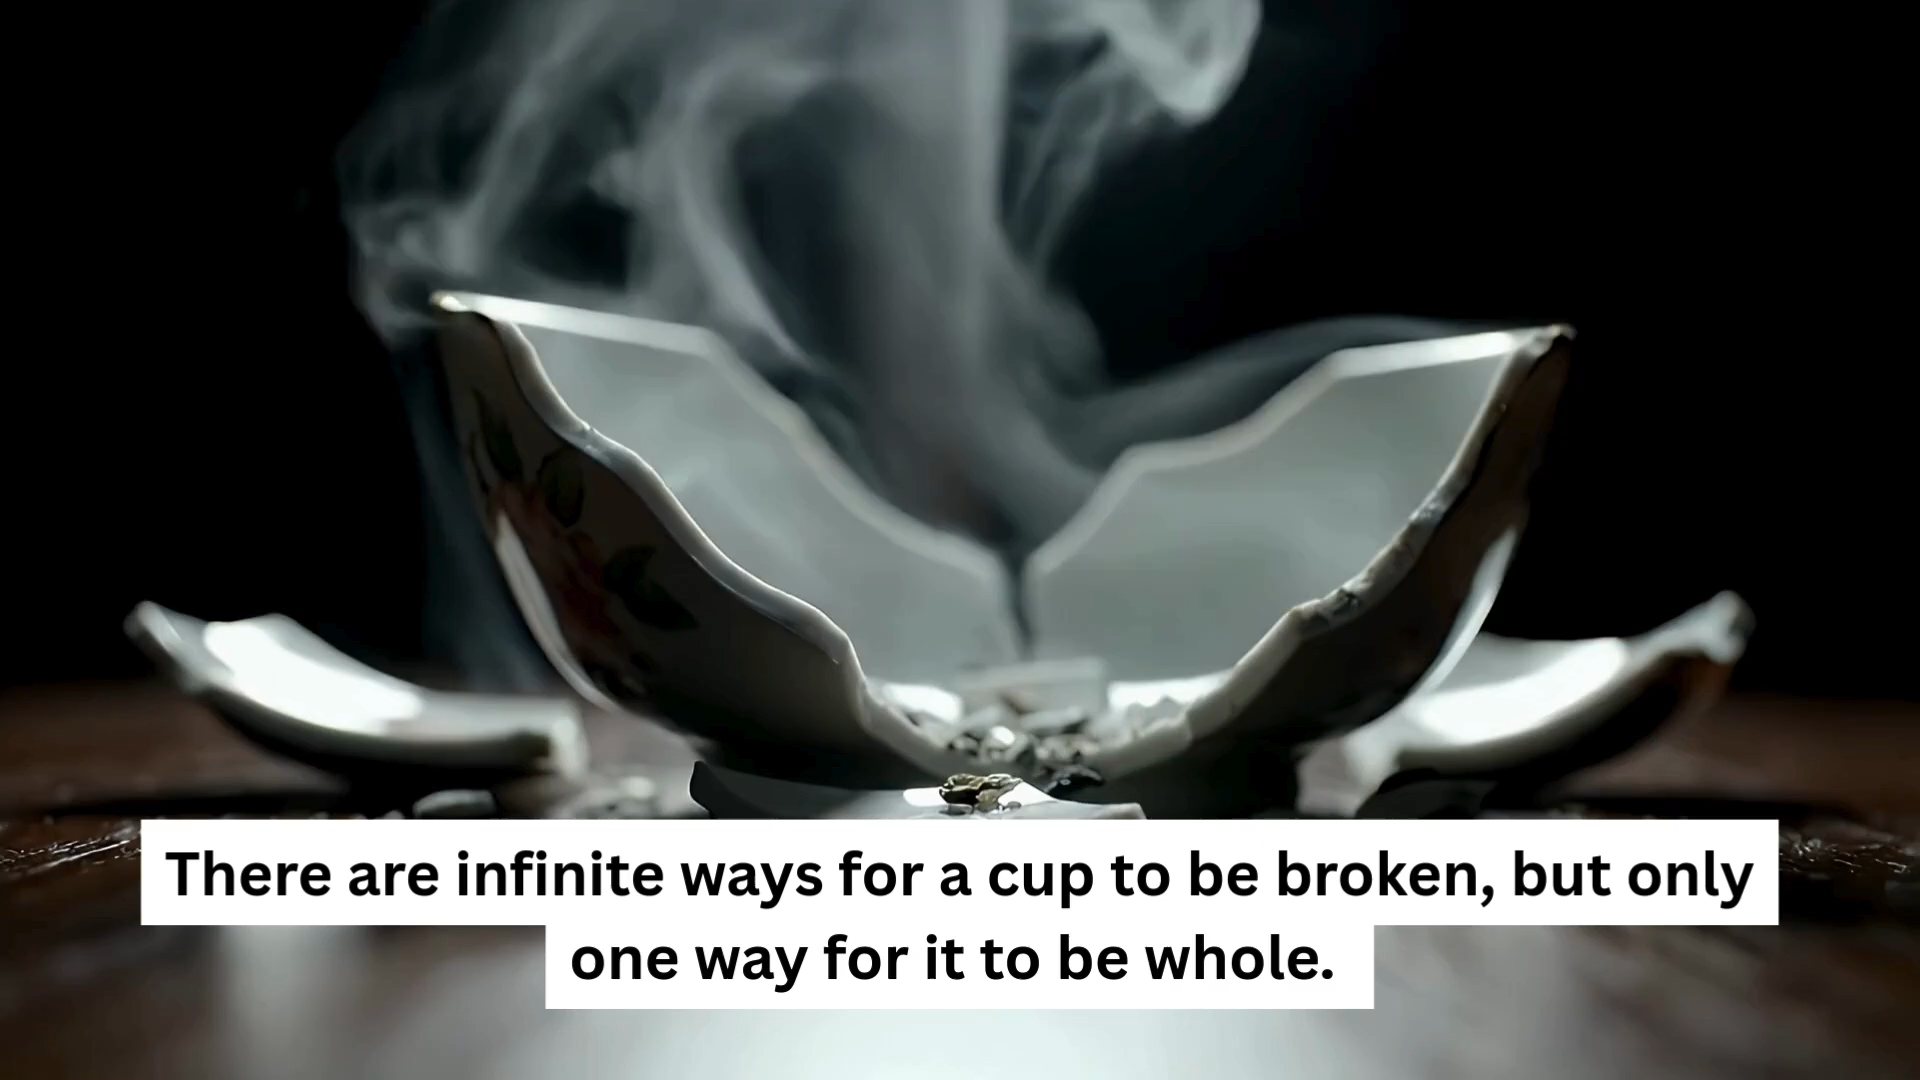 There are infinite ways for a cup to be broken, but only
one way for it to be whole.